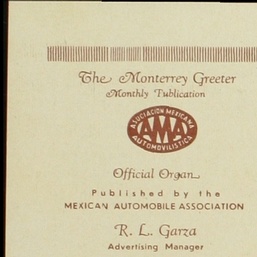 The Monterrey Greeter
Monthly Tublication
ASOCIACION MEXICANA
AMA
AUTOMOVILISTICA
Official Organ
Published by the
MEXICAN AUTOMOBILE ASSOCIATION
R. L. Garza
Advertising Manager